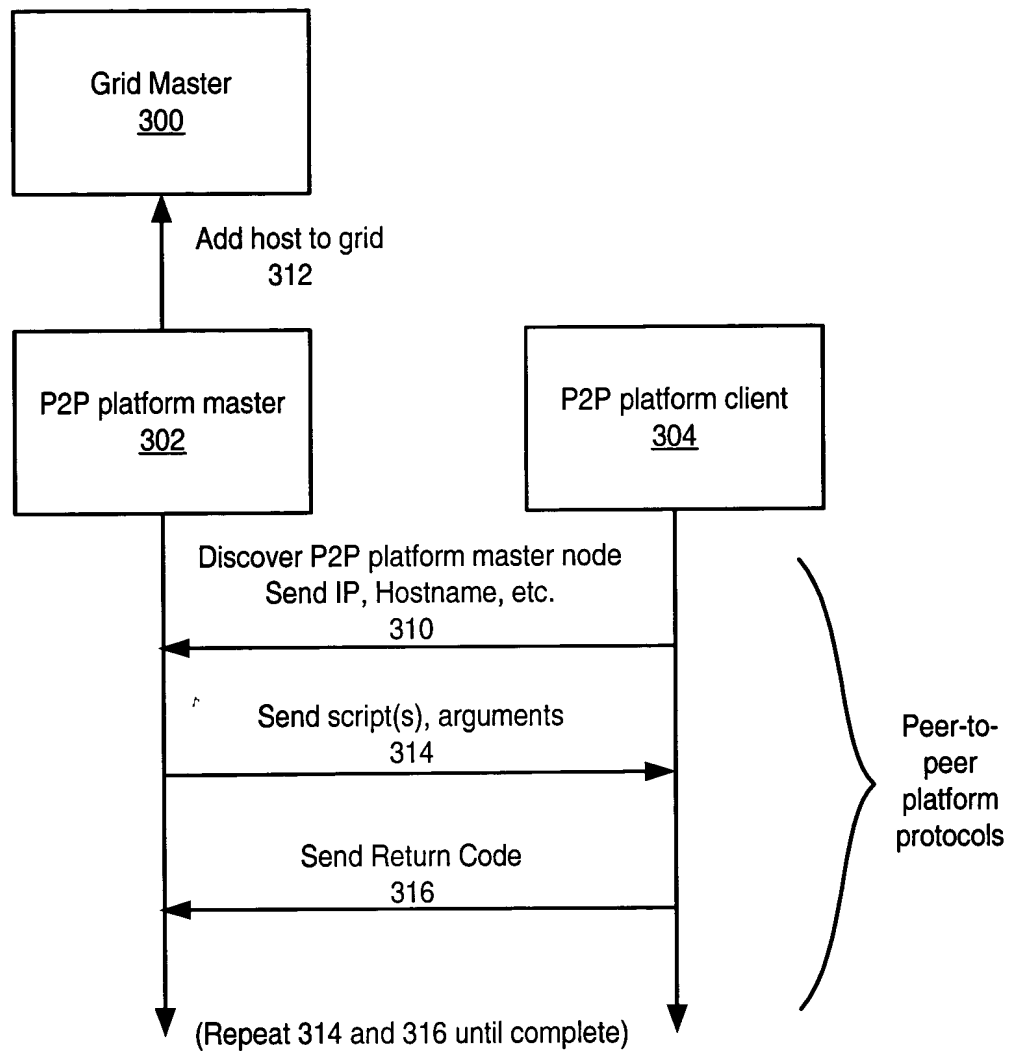 Grid Master
300
Add host to grid
312
P2P platform master
302
P2P platform client
304
Discover P2P platform master node
Send IP, Hostname, etc.
310
Send script(s), arguments
314
Send Return Code
316
Peer-to-
peer
platform
protocols
(Repeat 314 and 316 until complete)